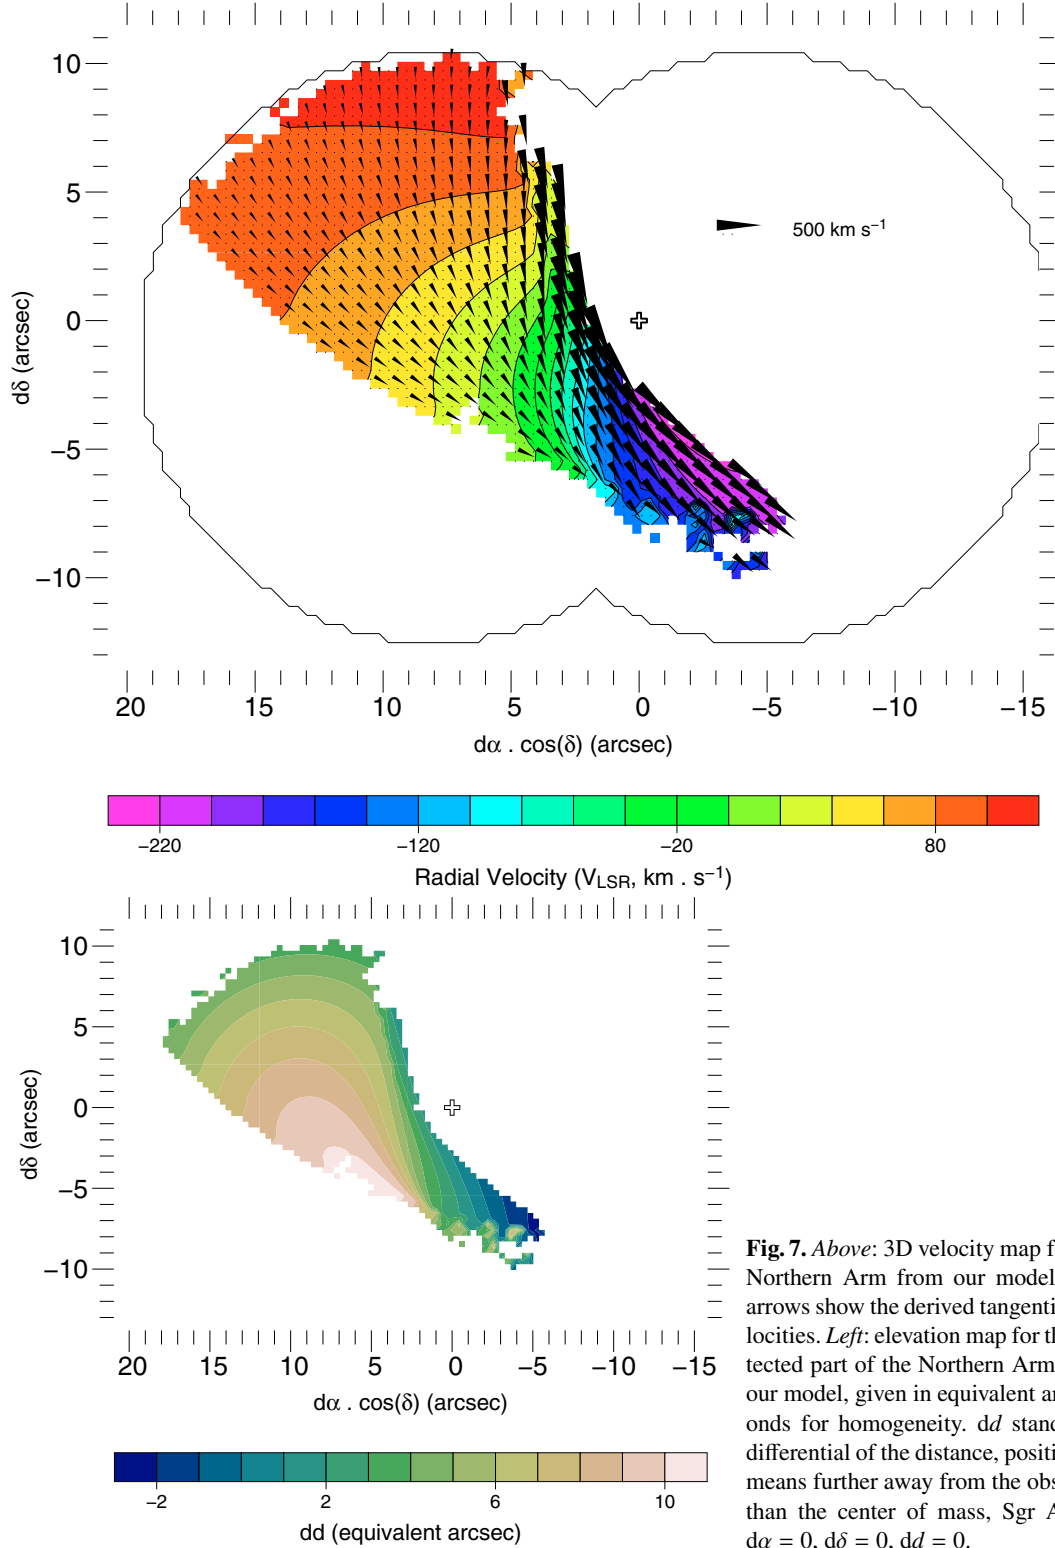 10
5
0
−5
−10
dδ (arcsec)
500 km s−1
20 15 10 5 0 −5 −10 −15
dα . cos(δ) (arcsec)
−220 −120 −20 80
Radial Velocity (VLSR, km . s−1)
10
5
0
−5
−10
dδ (arcsec)
20 15 10 5 0 −5 −10 −15
dα . cos(δ) (arcsec)
−2 2 6 10
dd (equivalent arcsec)
Fig. 7. Above: 3D velocity map f
Northern Arm from our model
arrows show the derived tangenti
locities. Left: elevation map for th
tected part of the Northern Arm
our model, given in equivalent ar
onds for homogeneity. dd stanc
differential of the distance, positi
means further away from the obs
than the center of mass, Sgr A
dα = 0, dδ = 0, dd = 0.